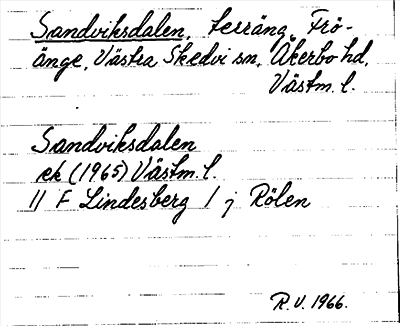 Sandviksdalen, terräng, Frö-
änge, Västra Skedvi sn, Åkerbo hd,
Västm. l.
Sandviksdalen
ek (1965) Västm. l.
11 F Lindesberg 1 j Rölen
R.V. 1966.